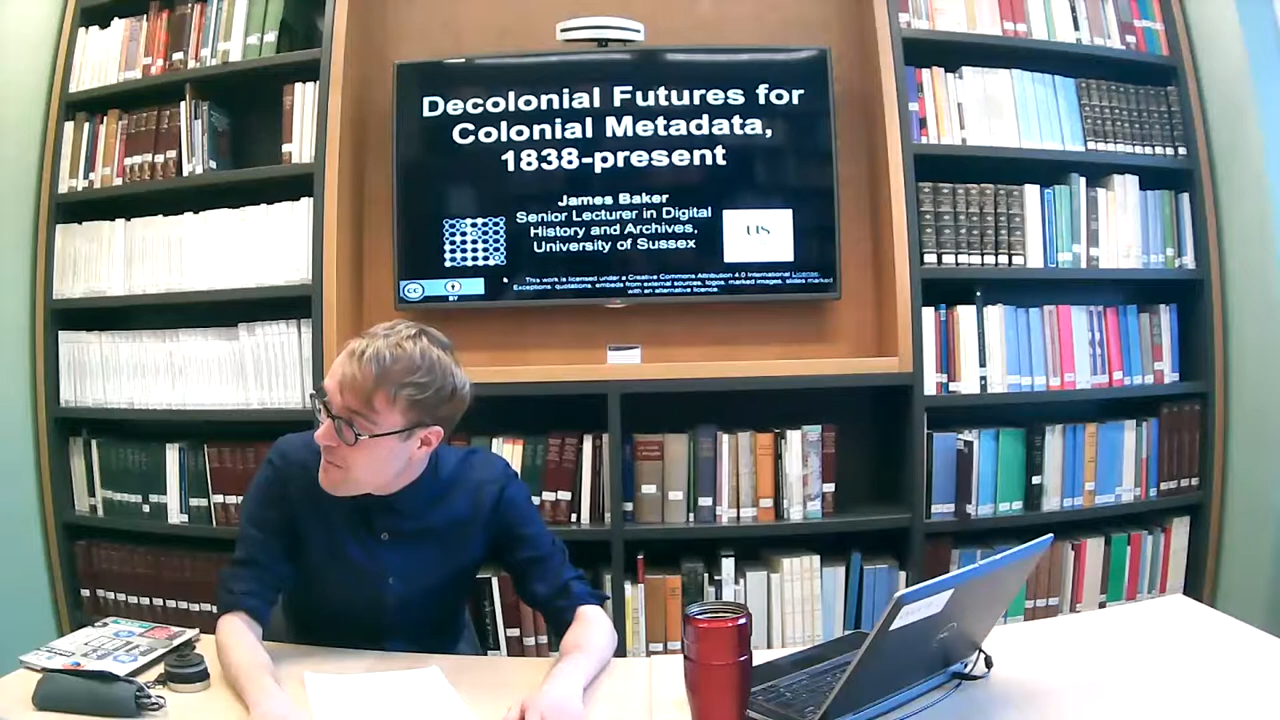 Decolonial Futures for
Colonial Metadata,
1838-present
James Baker
Senior Lecturer in Digital
History and Archives,
University of Sussex
US
This work is licensed under a Creative Commons Attribution 4.0 International License.
Exceptions: quotations, embeds from external sources, logos, marked images, slides marked
with an alternative licence.
CC
BY